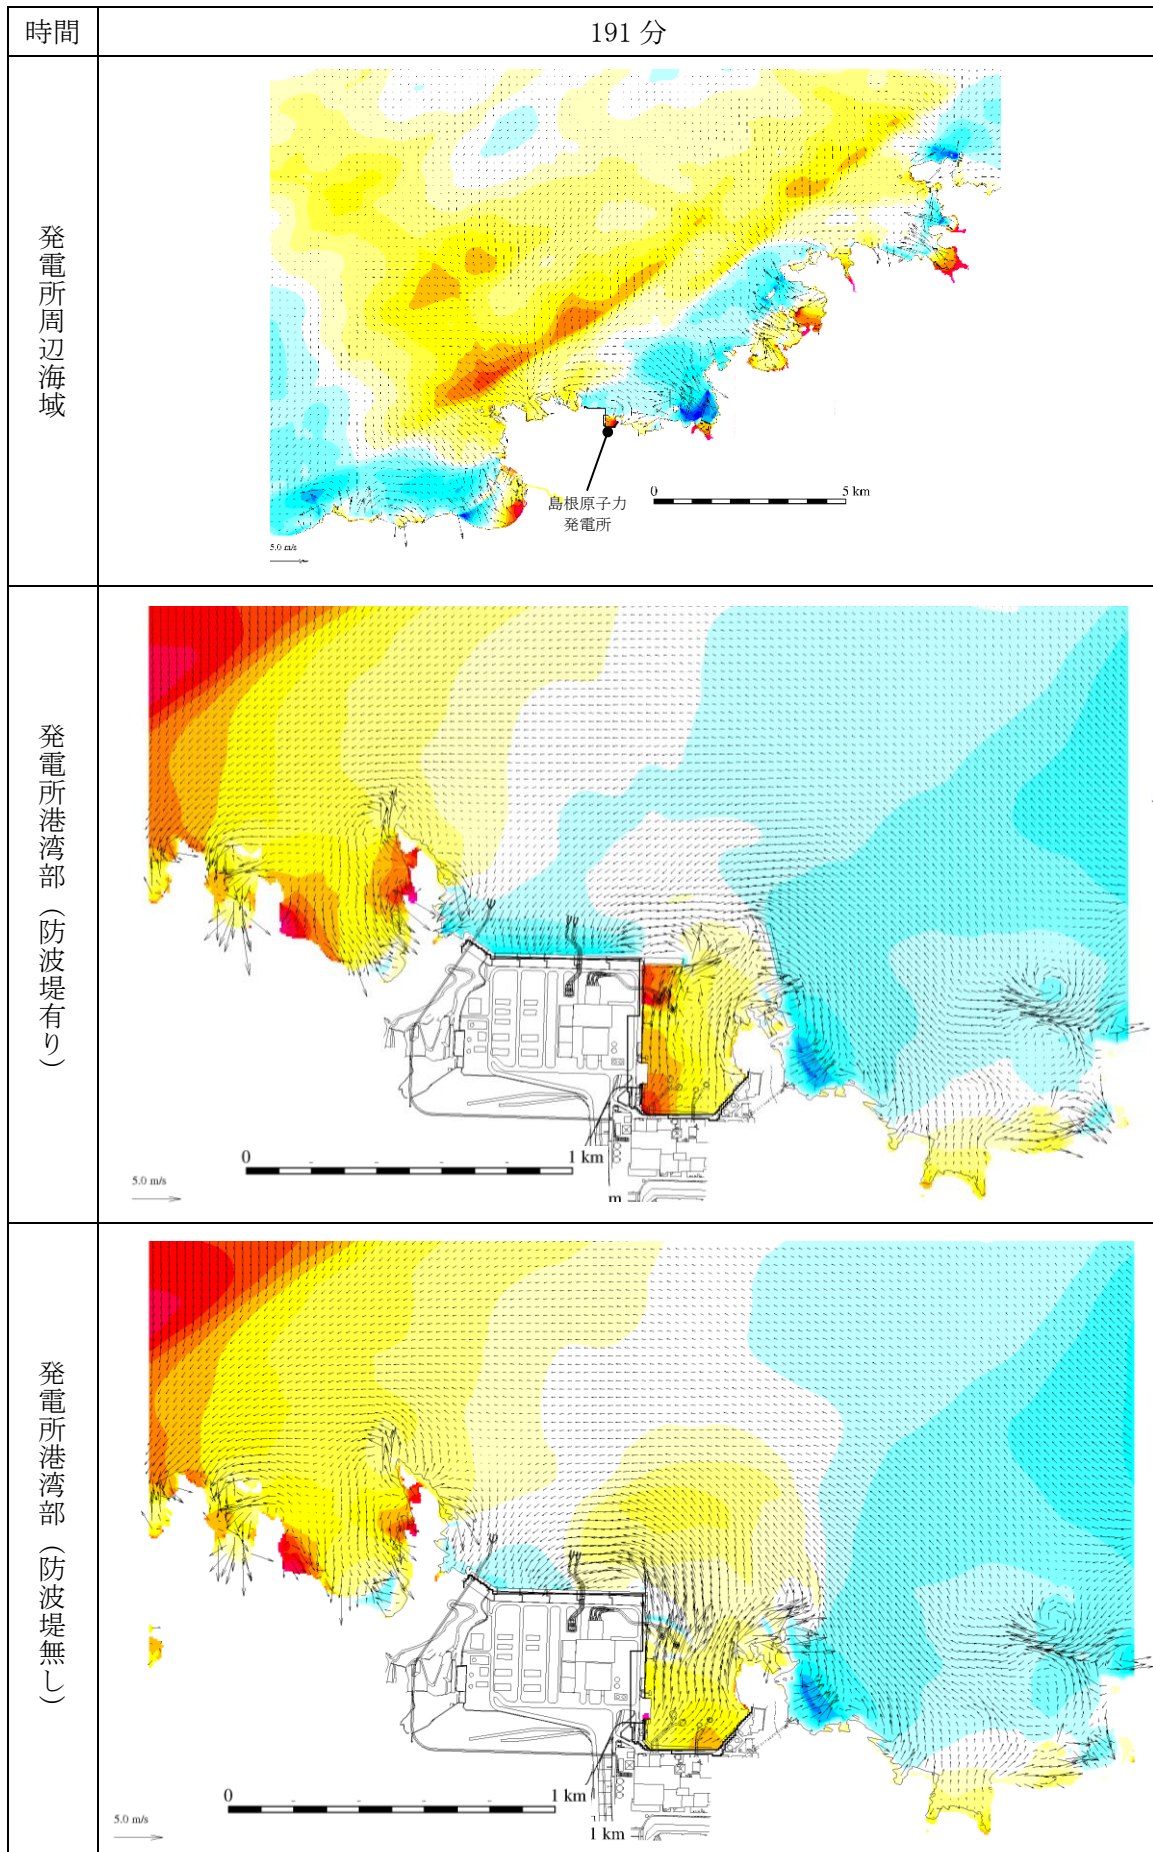 時間
191 分
発電所周辺海域
島根原子力
発電所
0
5 km
5.0 m/s
発電所港湾部（防波堤有り）
0
1 km
5.0 m/s
m
発電所港湾部（防波堤無し）
0
1 km
5.0 m/s
1 km